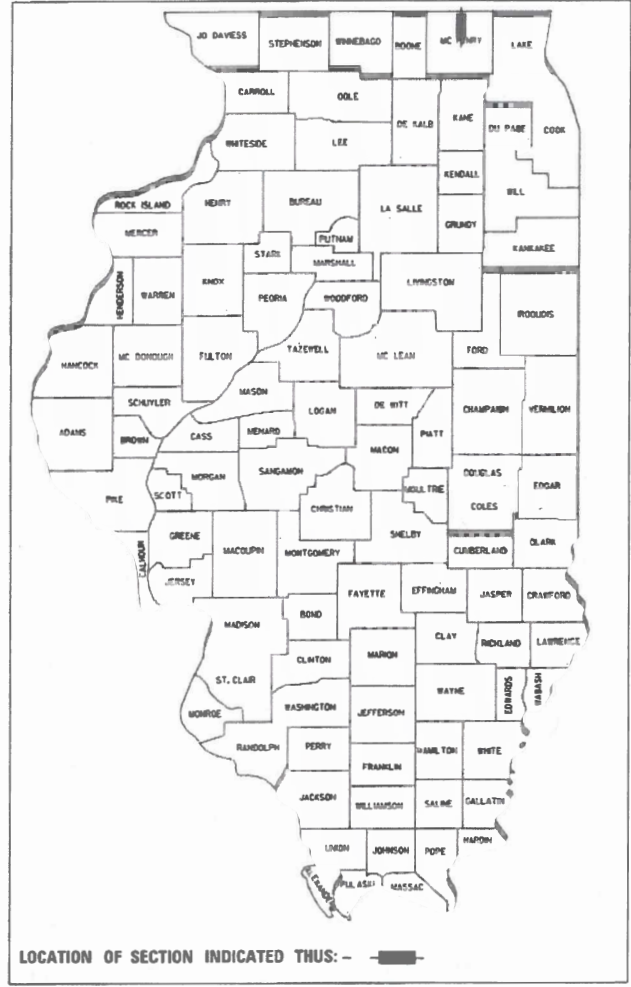 JO DAVIESS STEPHENSON WINNEBAGO BOONE LAKE
CARROLL OGLE DE KALB KANE DU PAGE COOK
WHITESIDE LEE KENDALL WILL
ROCK ISLAND HENRY BUREAU LA SALLE GRUNDY
MERCER PUTNAM KANKAKEE
STARK MARSHALL
HENDERSON WARREN KNOX PEORIA WOODFORD LIVINGSTON IROQUOIS
HANCOCK MC DONOUGH FULTON TAZEWELL MC LEAN FORD
MASON
SCHUYLER LOGAN DE WITT CHAMPAIGN VERMILION
ADAMS BROWN CASS MENARD MACON PIATT
PIKE SCOTT MORGAN SANGAMON MOULTRIE DOUGLAS EDGAR
CHRISTIAN COLES
CALHOUN GREENE MACOUPIN MONTGOMERY SHELBY CUMBERLAND CLARK
JERSEY
MADISON BOND FAYETTE EFFINGHAM JASPER CRAWFORD
CLINTON MARION CLAY RICHLAND LAWRENCE
ST. CLAIR WAYNE EDWARDS WABASH
MONROE WASHINGTON JEFFERSON
RANDOLPH PERRY FRANKLIN HAMILTON WHITE
JACKSON WILLIAMSON SALINE GALLATIN
UNION JOHNSON POPE HARDIN
ALEXANDER PULASKI MASSAC
LOCATION OF SECTION INDICATED THUS: -